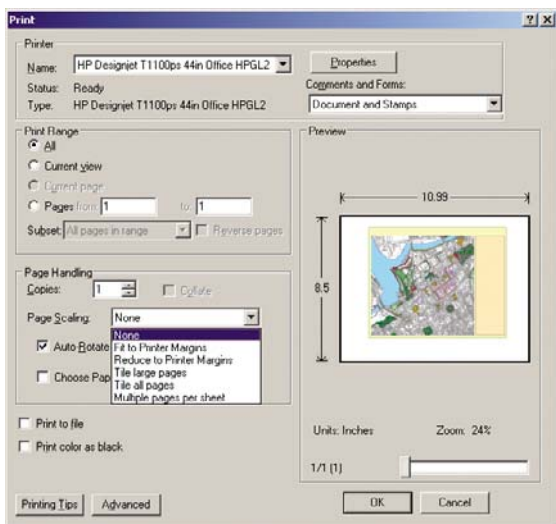 Print
Printer
Name: HP Designjet T1100ps 44in Office HPGL2
Properties
Status: Ready
Comments and Forms:
Type: HP Designjet T1100ps 44in Office HPGL2
Document and Stamps
Print Range
All
Current view
Current page
Pages from: 1 to: 1
Subset: All pages in range Reverse pages
Page Handling
Copies: 1 Collate
Page Scaling: None
None
Fit to Printer Margins
Reduce to Printer Margins
Tile large pages
Tile all pages
Multiple pages per sheet
Auto Rotate
Choose Pap
Print to file
Print color as black
Printing Tips Advanced
Preview
10.99
8.5
Units: Inches Zoom: 24%
1/1 (1)
OK Cancel